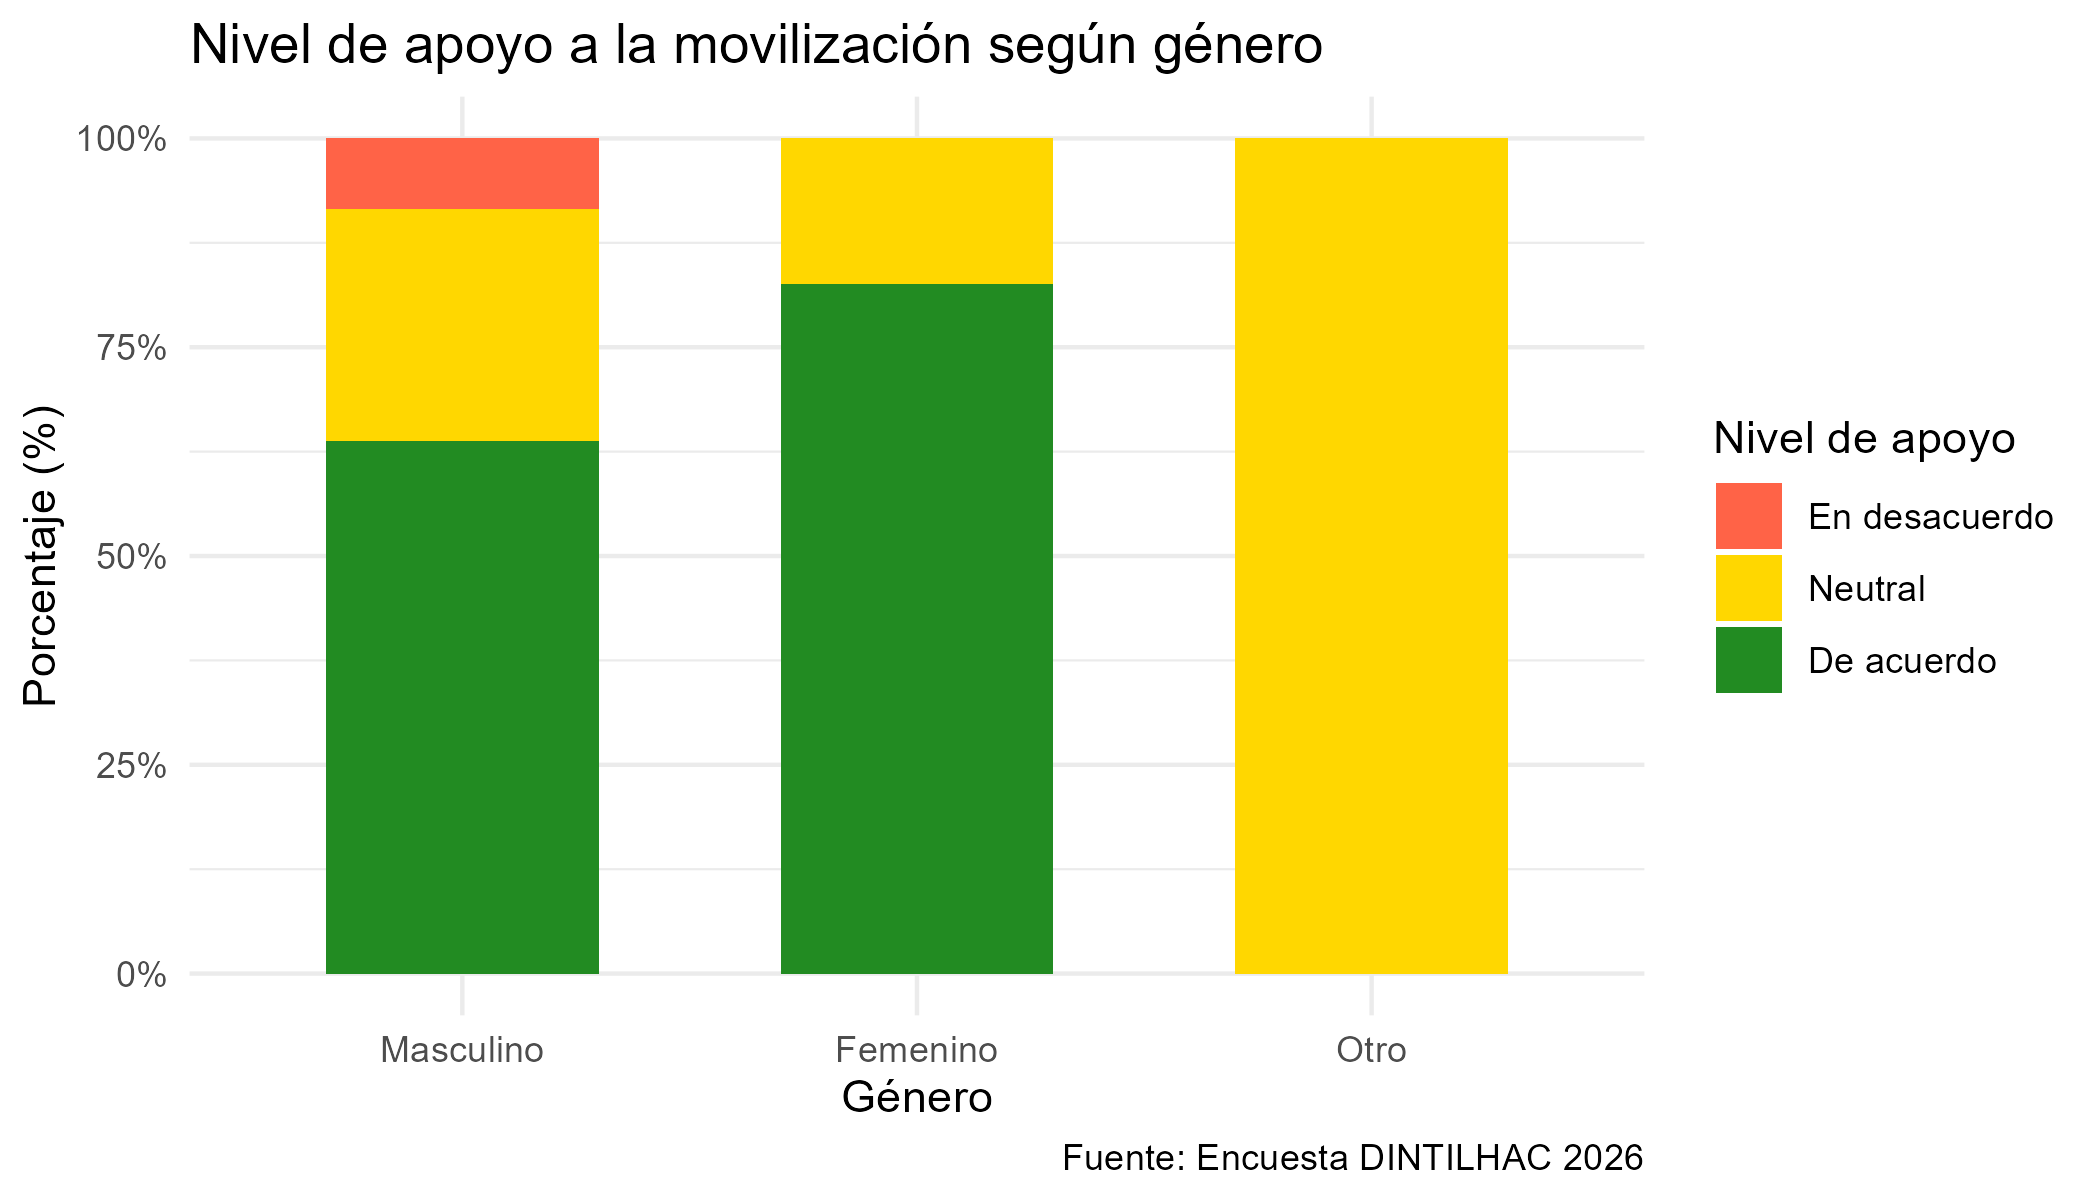 Nivel de apoyo a la movilización según género
100%
75%
50%
25%
0%
Porcentaje (%)
Masculino
Femenino
Otro
Género
Nivel de apoyo
En desacuerdo
Neutral
De acuerdo
Fuente: Encuesta DINTILHAC 2026